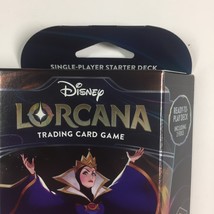 SINGLE-PLAYER STARTER DECK
Disney
LORCANA
TRADING CARD GAME
READY-TO-
PLAY DECK